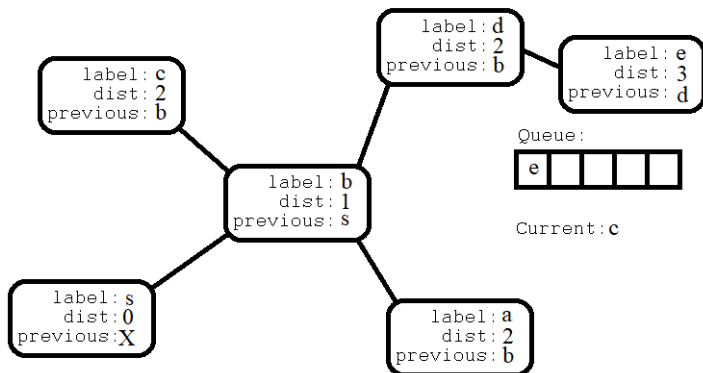 label: d
dist: 2
previous: b
label: e
dist: 3
previous: d
label: c
dist: 2
previous: b
Queue:
e
label: b
dist: 1
previous: s
Current: c
label: s
dist: 0
previous: X
label: a
dist: 2
previous: b